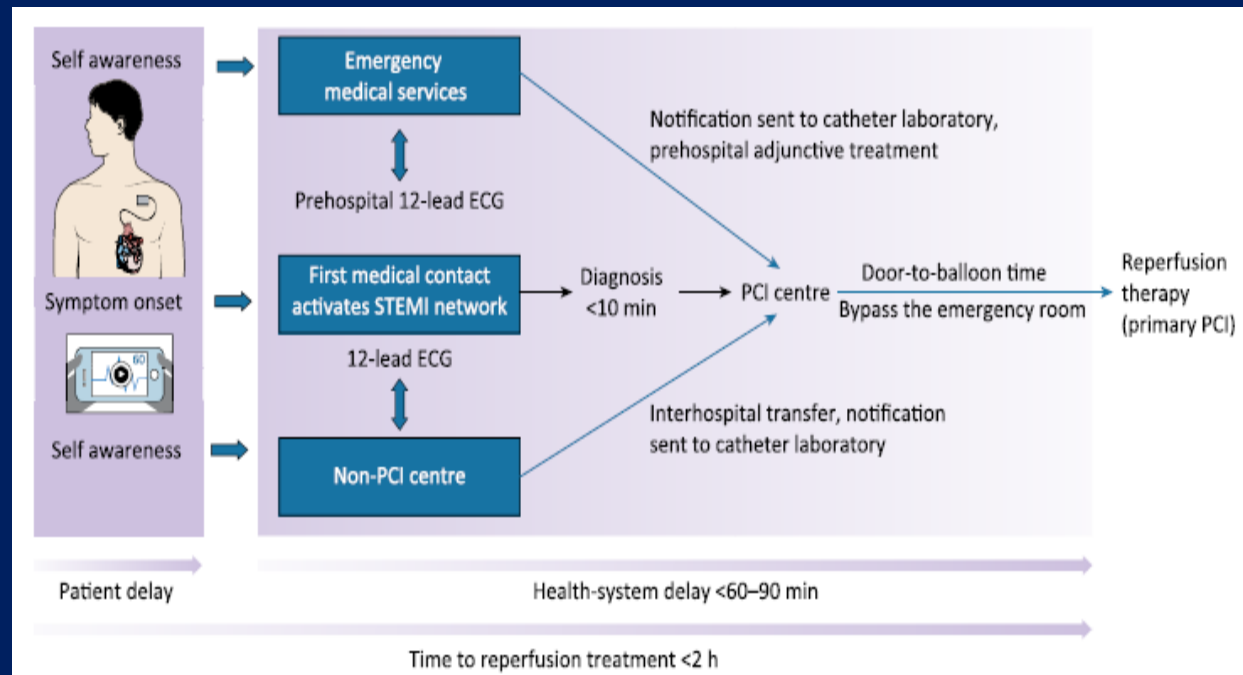 Self awareness
Symptom onset
60
Self awareness
Emergency
medical services
Prehospital 12-lead ECG
First medical contact
activates STEMI network
12-lead ECG
Non-PCI centre
Notification sent to catheter laboratory,
prehospital adjunctive treatment
Diagnosis
<10 min
PCI centre
Interhospital transfer, notification
sent to catheter laboratory
Door-to-balloon time
Bypass the emergency room
Reperfusion
therapy
(primary PCI)
Patient delay
Health-system delay <60–90 min
Time to reperfusion treatment <2 h